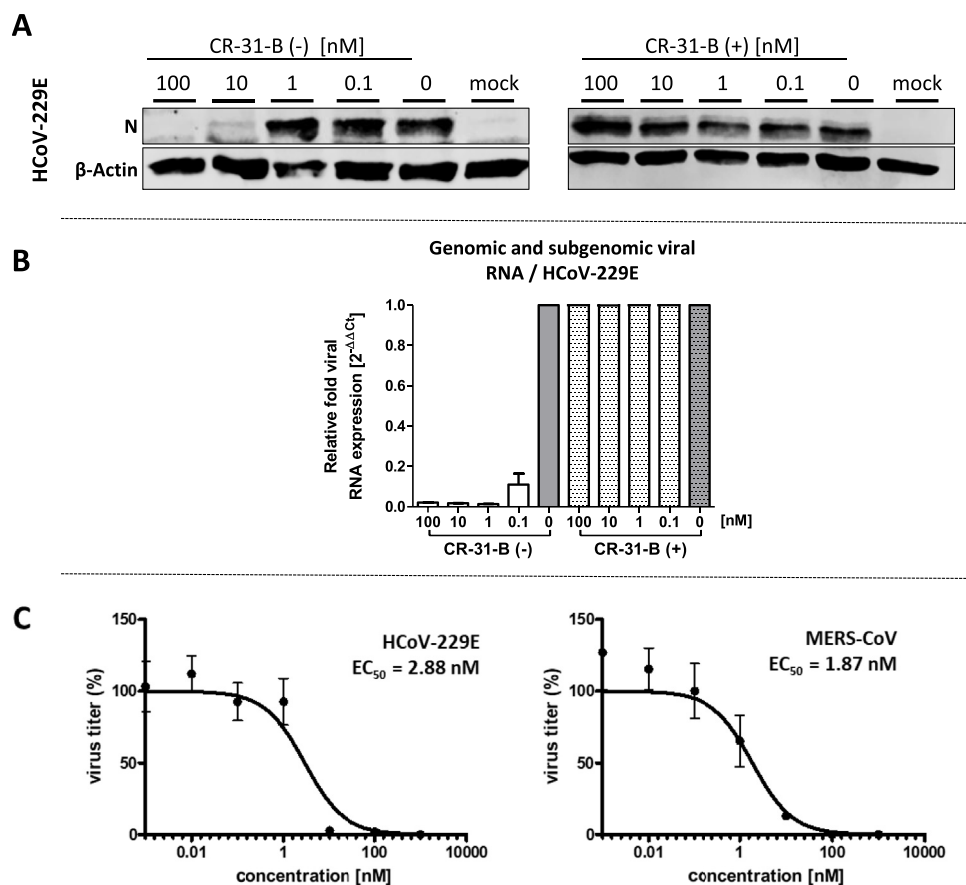 A
CR-31-B (-) [nM]
CR-31-B (+) [nM]
100 10 1 0.1 0 mock
100 10 1 0.1 0 mock
HCoV-229E
N
β-Actin
B
Genomic and subgenomic viral
RNA / HCoV-229E
Relative fold viral
RNA expression [2-ΔΔCt]
1.0
0.8
0.6
0.4
0.2
0.0
100 10 1 0.1 0 100 10 1 0.1 0 [nM]
CR-31-B (-) CR-31-B (+)
C
HCoV-229E
EC50 = 2.88 nM
virus titer (%)
150
100
50
0
0.01 1 100 10000
concentration [nM]
MERS-CoV
EC50 = 1.87 nM
virus titer (%)
150
100
50
0
0.01 1 100 10000
concentration [nM]